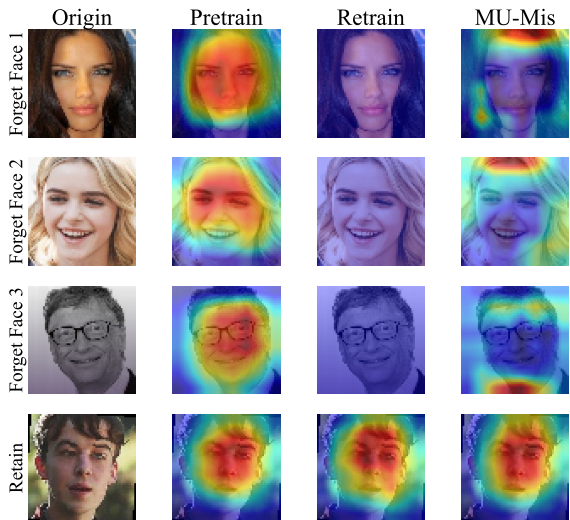 Origin Pretrain Retrain MU-Mis
Forget Face 1
Forget Face 2
Forget Face 3
Retain